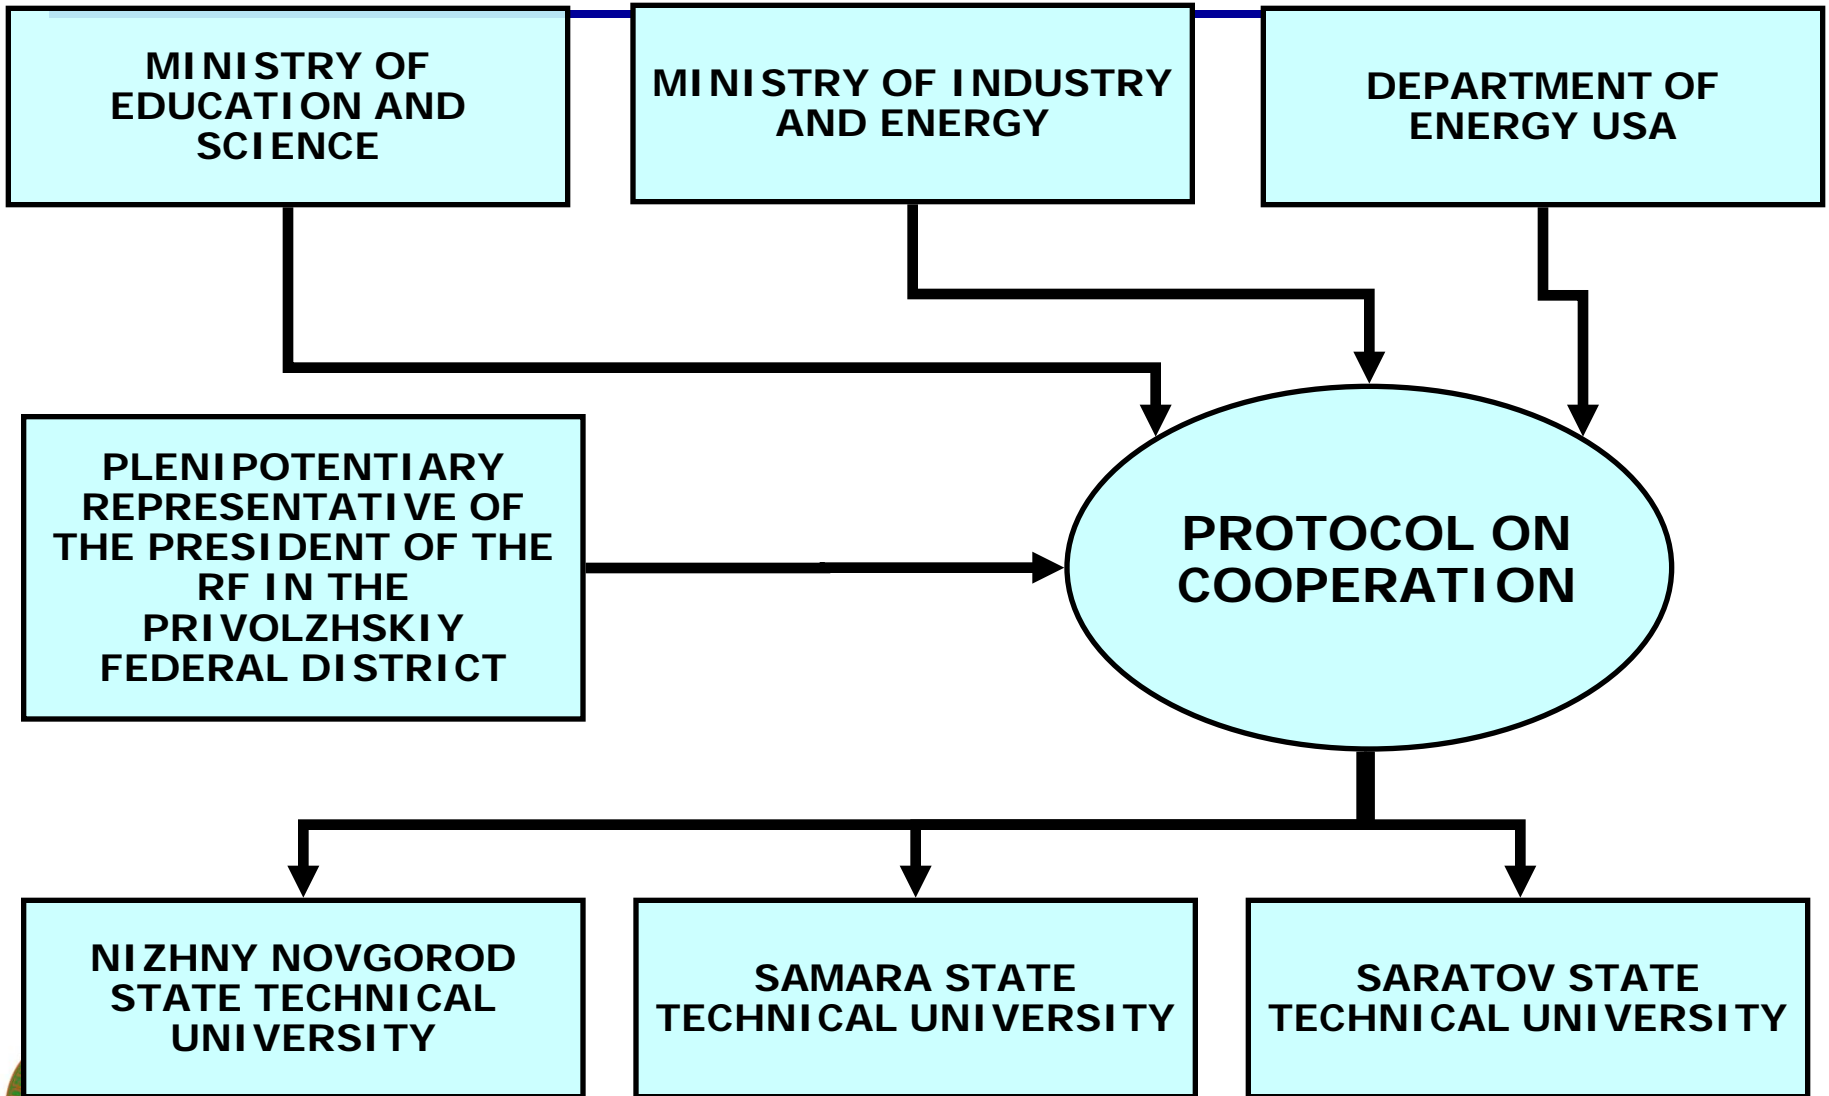 MINISTRY OF
EDUCATION AND
SCIENCE
MINISTRY OF INDUSTRY
AND ENERGY
DEPARTMENT OF
ENERGY USA
PLENIPOTENTIARY
REPRESENTATIVE OF
THE PRESIDENT OF THE
RF IN THE
PRIVOLZHSKIY
FEDERAL DISTRICT
PROTOCOL ON
COOPERATION
NIZHNY NOVGOROD
STATE TECHNICAL
UNIVERSITY
SAMARA STATE
TECHNICAL UNIVERSITY
SARATOV STATE
TECHNICAL UNIVERSITY